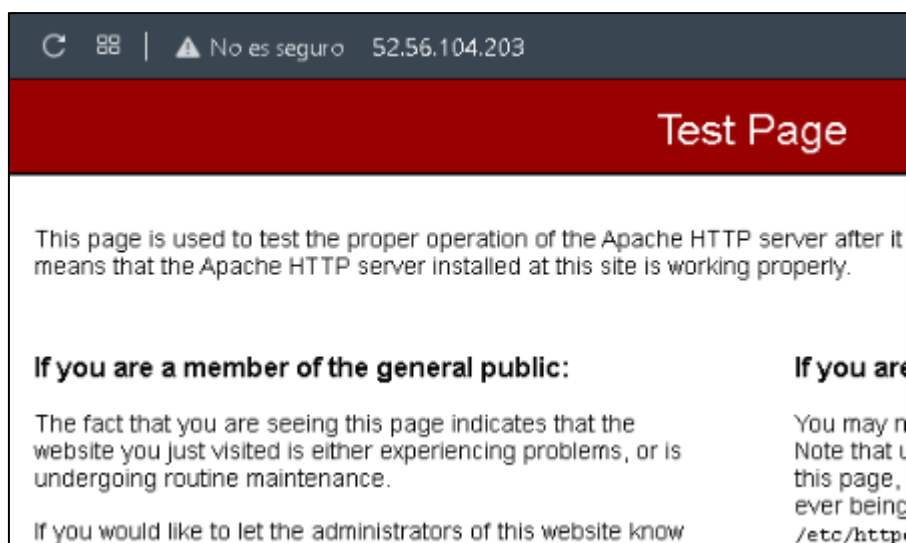 No es seguro 52.56.104.203
Test Page
This page is used to test the proper operation of the Apache HTTP server after it
means that the Apache HTTP server installed at this site is working properly.
If you are a member of the general public:
The fact that you are seeing this page indicates that the
website you just visited is either experiencing problems, or is
undergoing routine maintenance.
If you would like to let the administrators of this website know
If you are
You may
Note that
this page,
ever being